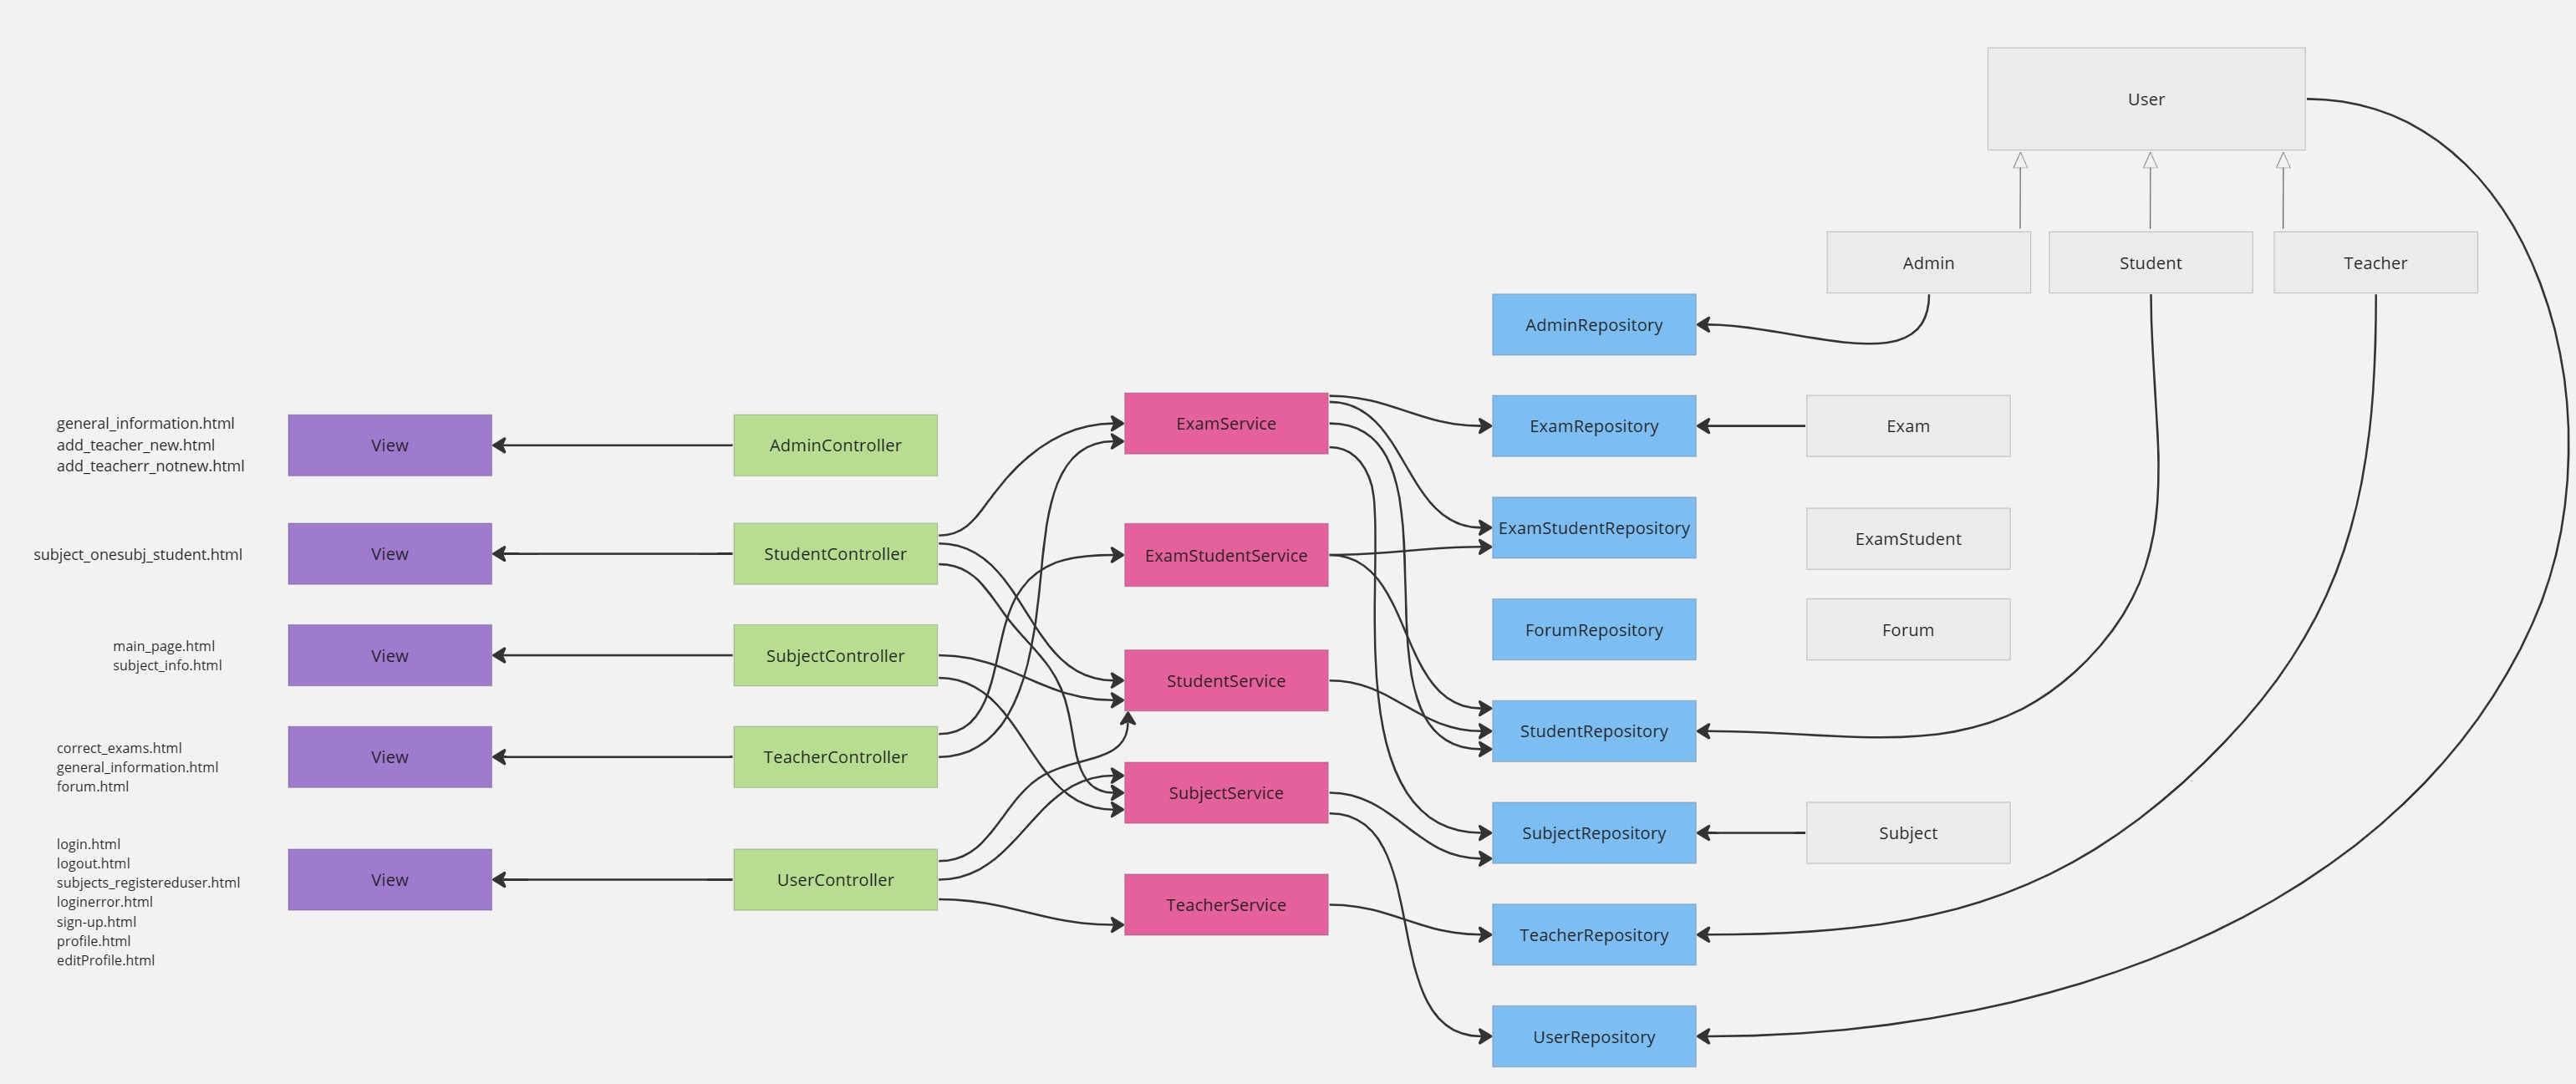 User
Admin
Student
Teacher
AdminRepository
general_information.html
add_teacher_new.html
add_teacherr_notnew.html
View
AdminController
ExamService
ExamRepository
Exam
subject_onesubj_student.html
View
StudentController
ExamStudentService
ExamStudentRepository
ExamStudent
main_page.html
subject_info.html
View
SubjectController
StudentService
ForumRepository
Forum
correct_exams.html
general_information.html
forum.html
View
TeacherController
SubjectService
StudentRepository
SubjectRepository
Subject
login.html
logout.html
subjects_registereduser.html
loginerror.html
sign-up.html
profile.html
editProfile.html
View
UserController
TeacherService
TeacherRepository
UserRepository